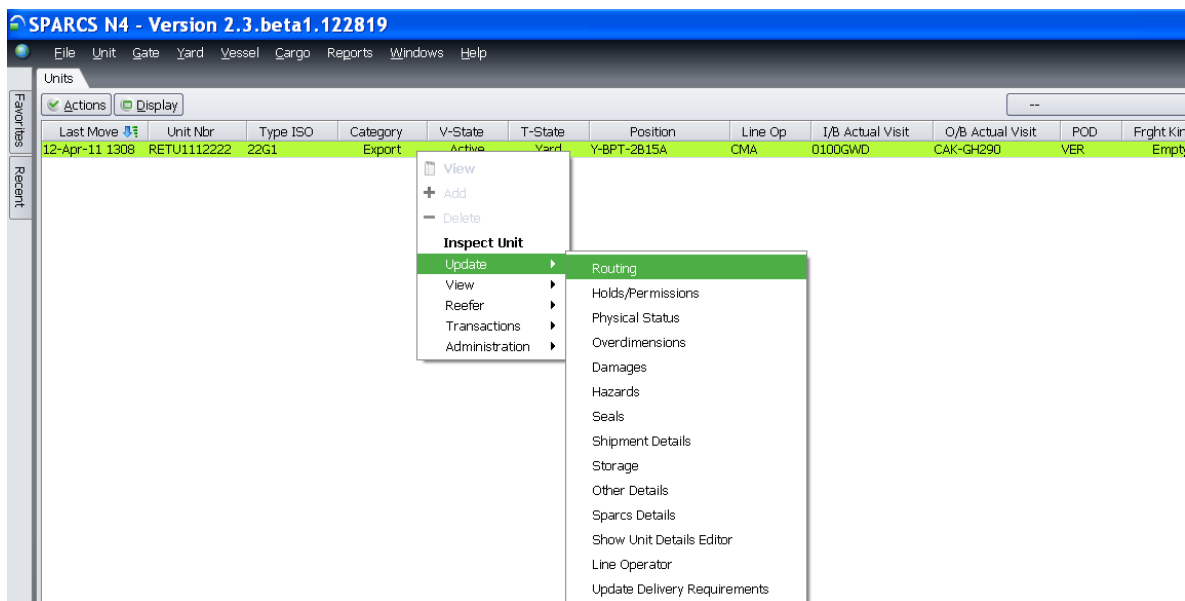 SPARCS N4 - Version 2.3.beta1.122819
File Unit Gate Yard Vessel Cargo Reports Windows Help
Favorites
Recent
Units
Actions Display --
Last Move Unit Nbr Type ISO Category V-State T-State Position Line Op I/B Actual Visit O/B Actual Visit POD Frght Kin
12-Apr-11 1308 RETU1112222 22G1 Export Active Yard Y-BPT-2B15A CMA 0100GWD CAK-GH290 VER Empty
View
Add
Delete
Inspect Unit
Update
View
Reefer
Transactions
Administration
Routing
Holds/Permissions
Physical Status
Overdimensions
Damages
Hazards
Seals
Shipment Details
Storage
Other Details
Sparcs Details
Show Unit Details Editor
Line Operator
Update Delivery Requirements